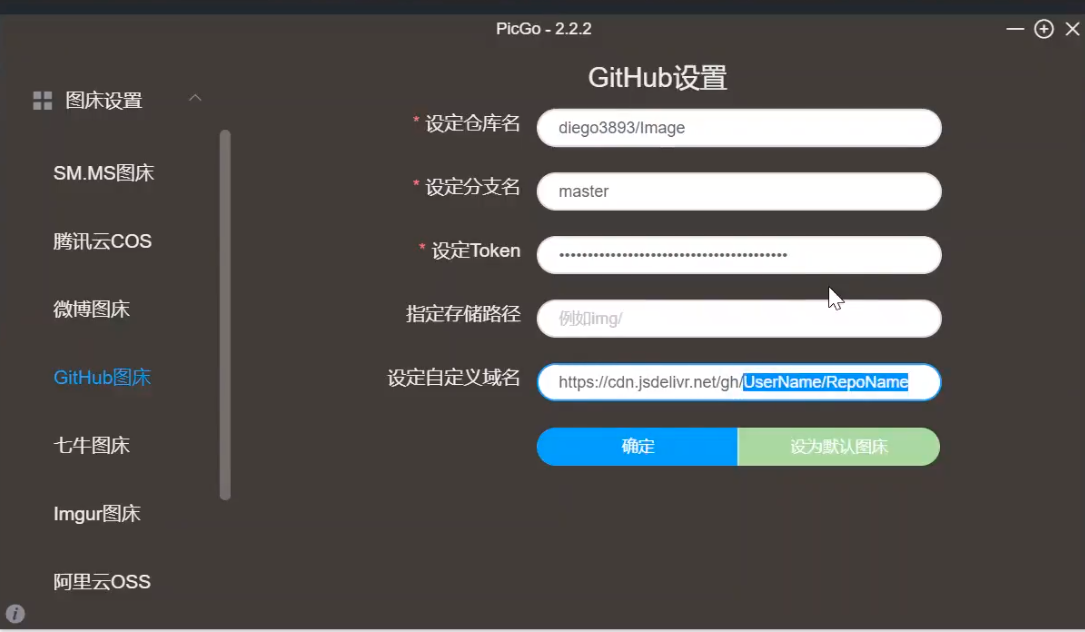 PicGo - 2.2.2
图床设置
SM.MS图床
腾讯云COS
微博图床
GitHub图床
七牛图床
Imgur图床
阿里云OSS
GitHub设置
* 设定仓库名
diego3893/Image
* 设定分支名
master
* 设定Token
指定存储路径
例如img/
设定自定义域名
https://cdn.jsdelivr.net/gh/UserName/RepoName
确定
设为默认图床